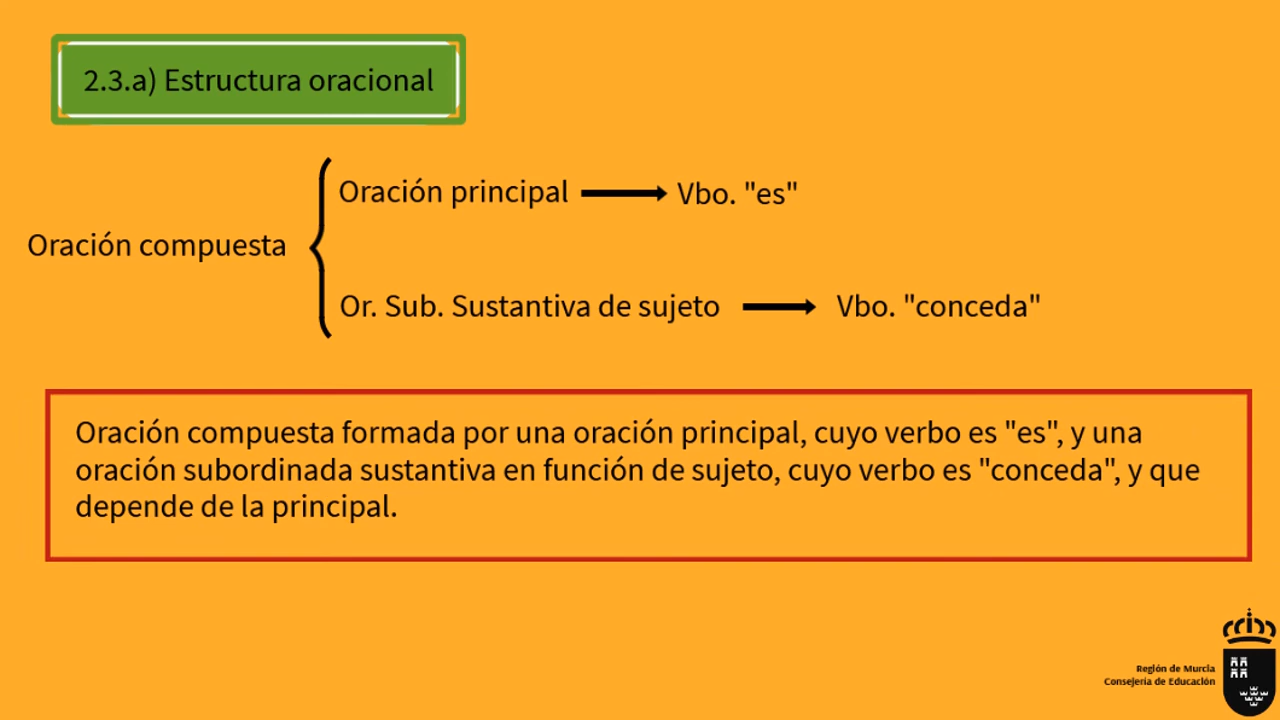 2.3.a) Estructura oracional
Oración principal
Vbo. "es"
Oración compuesta
Or. Sub. Sustantiva de sujeto
Vbo. "conceda"
Oración compuesta formada por una oración principal, cuyo verbo es "es", y una
oración subordinada sustantiva en función de sujeto, cuyo verbo es "conceda", y que
depende de la principal.
Región de Murcia
Consejería de Educación